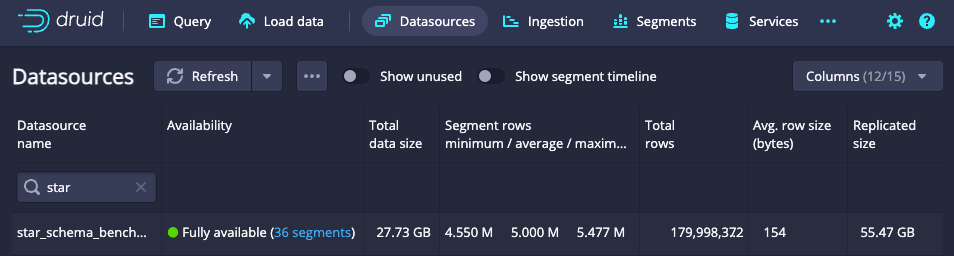 druid Query Load data Datasources Ingestion Segments Services ...
Datasources Refresh ... Show unused Show segment timeline Columns (12/15)
Datasource name Availability Total data size Segment rows minimum / average / maxim... Total rows Avg. row size (bytes) Replicated size
star
star_schema_bench... Fully available (36 segments) 27.73 GB 4.550 M 5.000 M 5.477 M 179,998,372 154 55.47 GB